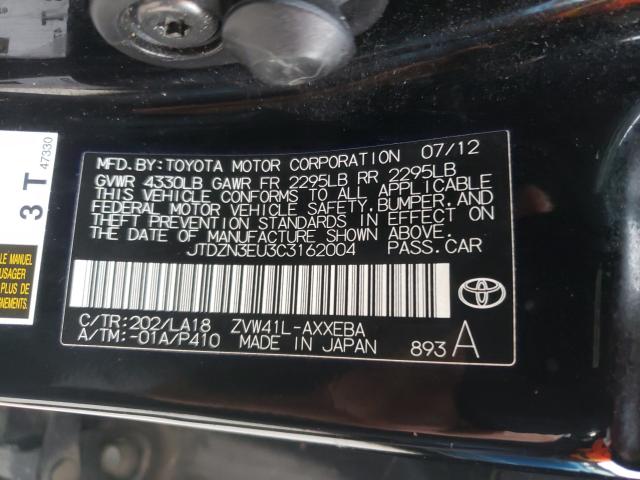 MFD. BY: TOYOTA MOTOR CORPORATION 07/12
GVWR 4330LB GAWR FR 2295LB RR 2295LB
THIS VEHICLE CONFORMS TO ALL APPLICABLE
FEDERAL MOTOR VEHICLE SAFETY, BUMPER, AND
THEFT PREVENTION STANDARDS IN EFFECT ON
THE DATE OF MANUFACTURE SHOWN ABOVE.
JTDZN3EU3C3162004 PASS. CAR
C/TR: 202/LA18 ZVW41L-AXXEBA
A/TM: -01A/P410 MADE IN JAPAN 893 A
3 T
47330
MANUEL
USAGER